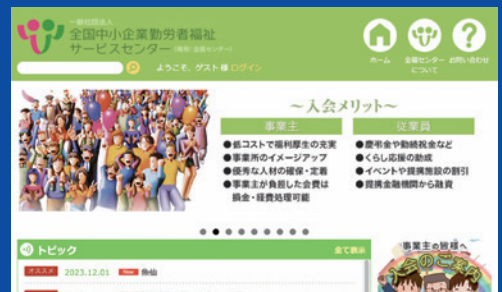 一般社団法人
全国中小企業勤労者福祉
サービスセンター（略称：全福センター）
ホーム
全福センター
について
お問い合わせ
ようこそ、ゲスト様 ログイン
～入会メリット～
事業主
●低コストで福利厚生の充実
●事業所のイメージアップ
●優秀な人材の確保・定着
●事業主が負担した会費は
損金・経費処理可能
従業員
●慶弔金や勤続祝金など
●くらし応援の助成
●イベントや提携施設の割引
●提携金融機関から融資
トピック
全て表示
オススメ 2023.12.01 New 魚仙
事業主の皆様へ
入会のご案内